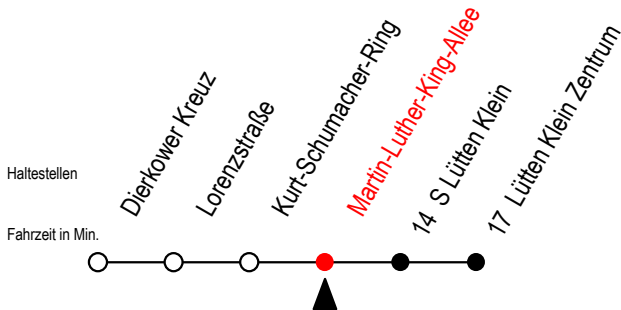 Haltestellen
Fahrzeit in Min.
Dierkower Kreuz
Lorenzstraße
Kurt-Schumacher-Ring
Martin-Luther-King-Allee
14 S Lütten Klein
17 Lütten Klein Zentrum